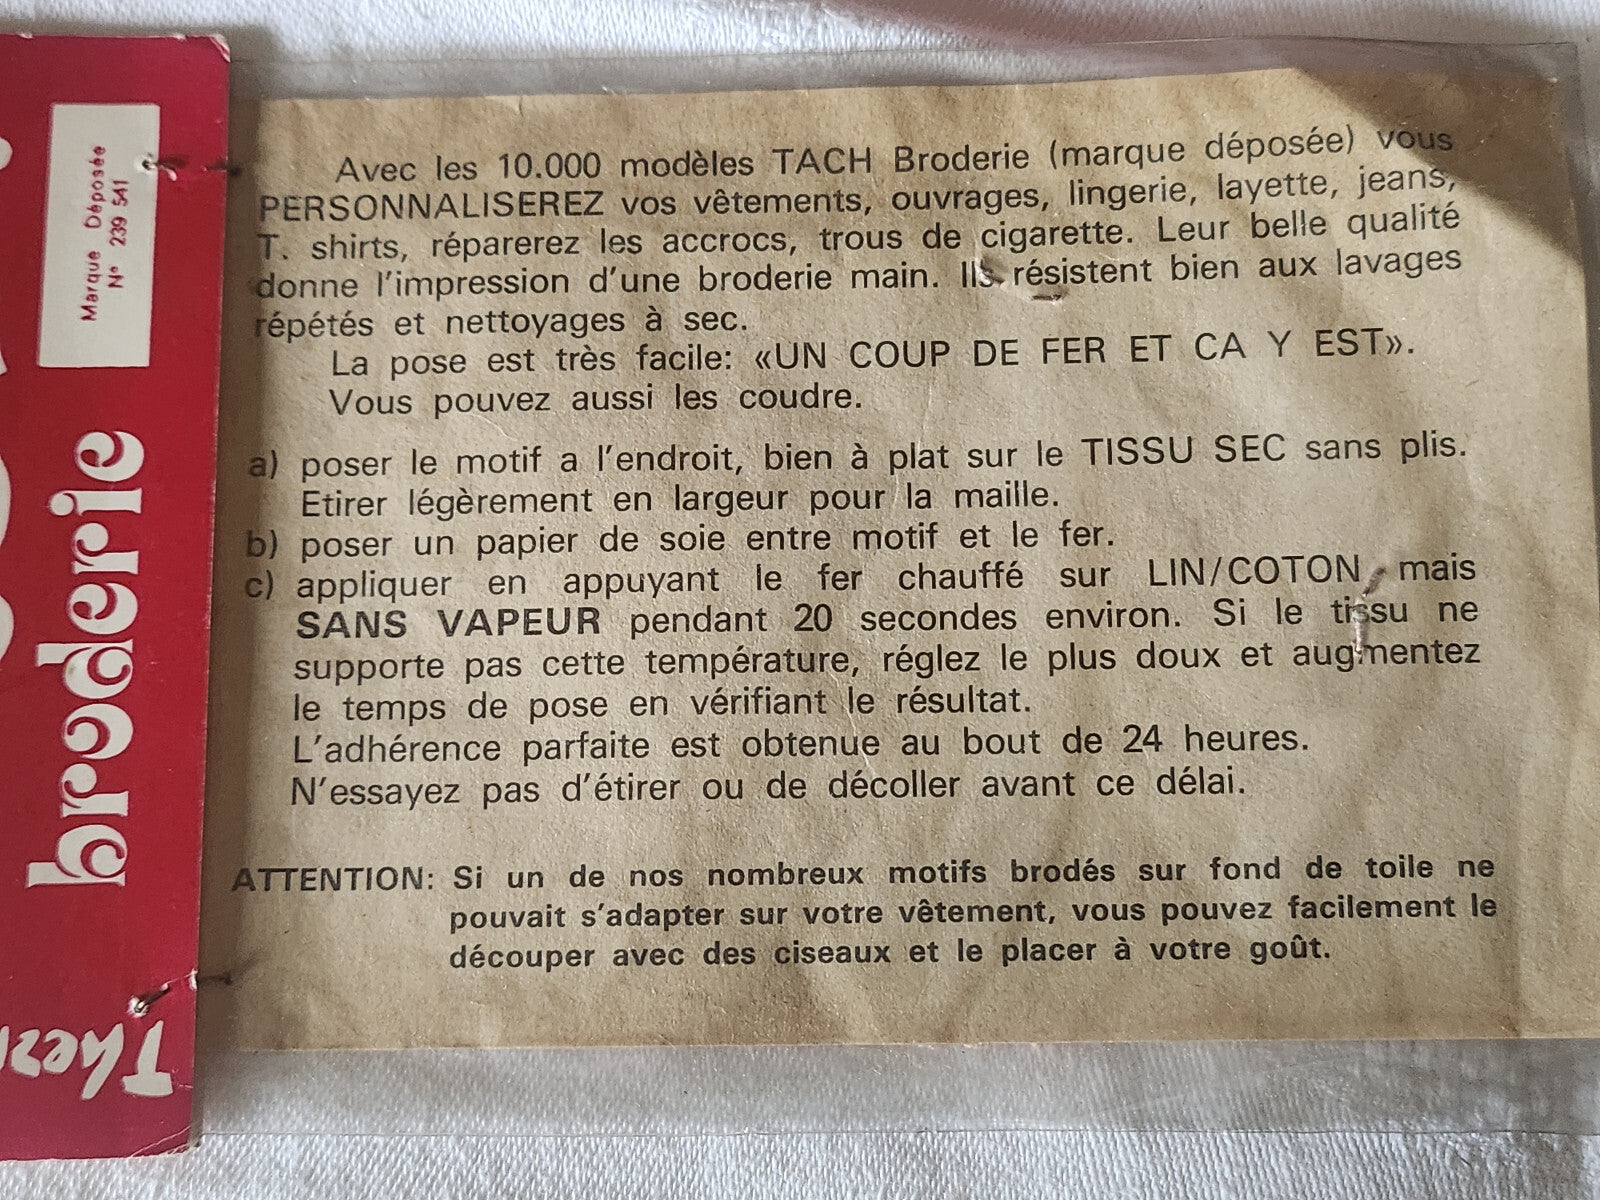 Marque Déposée
N° 239 541
broderie
Avec les 10.000 modèles TACH Broderie (marque déposée) vous
PERSONNALISEREZ vos vêtements, ouvrages, lingerie, layette, jeans,
T. shirts, réparerez les accrocs, trous de cigarette. Leur belle qualité
donne l'impression d'une broderie main. Ils résistent bien aux lavages
répétés et nettoyages à sec.
La pose est très facile: «UN COUP DE FER ET CA Y EST».
Vous pouvez aussi les coudre.
a) poser le motif a l'endroit, bien à plat sur le TISSU SEC sans plis.
Etirer légèrement en largeur pour la maille.
b) poser un papier de soie entre motif et le fer.
c) appliquer en appuyant le fer chauffé sur LIN/COTON, mais
SANS VAPEUR pendant 20 secondes environ. Si le tissu ne
supporte pas cette température, réglez le plus doux et augmentez
le temps de pose en vérifiant le résultat.
L'adhérence parfaite est obtenue au bout de 24 heures.
N'essayez pas d'étirer ou de décoller avant ce délai.
ATTENTION: Si un de nos nombreux motifs brodés sur fond de toile ne
pouvait s'adapter sur votre vêtement, vous pouvez facilement le
découper avec des ciseaux et le placer à votre goût.